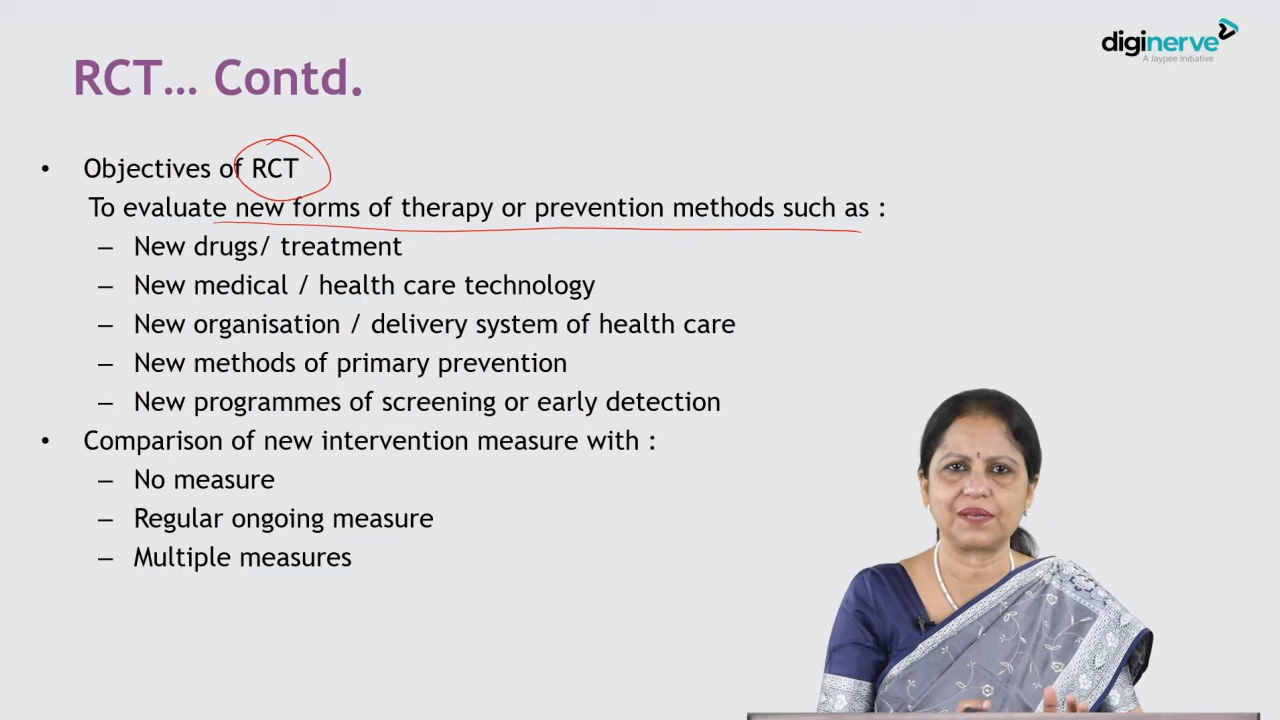 diginerve
A Jaypee Initiative
RCT… Contd.
• Objectives of RCT
To evaluate new forms of therapy or prevention methods such as :
– New drugs/ treatment
– New medical / health care technology
– New organisation / delivery system of health care
– New methods of primary prevention
– New programmes of screening or early detection
• Comparison of new intervention measure with :
– No measure
– Regular ongoing measure
– Multiple measures